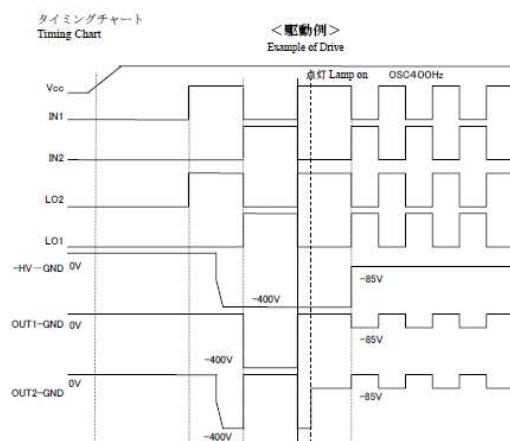 タイミングチャート
Timing Chart
＜駆動例＞
Example of Drive
点灯 Lamp on OSC400Hz
Vcc
IN1
IN2
LO2
LO1
-HV-GND 0V
-400V
-85V
OUT1-GND 0V
-400V
-85V
OUT2-GND 0V
-400V
-85V